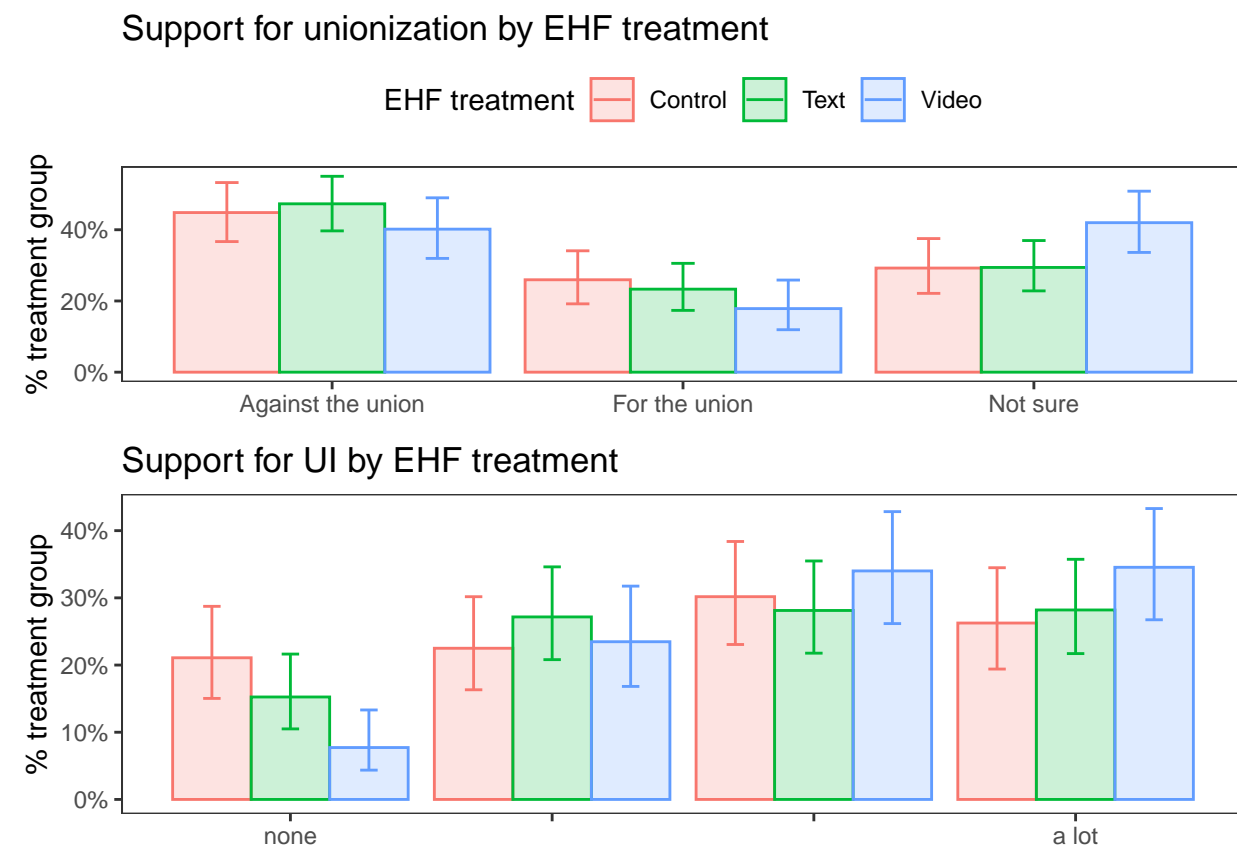 Support for unionization by EHF treatment
EHF treatment Control Text Video
% treatment group
40%
20%
0%
Against the union For the union Not sure
Support for UI by EHF treatment
% treatment group
40%
30%
20%
10%
0%
none a lot